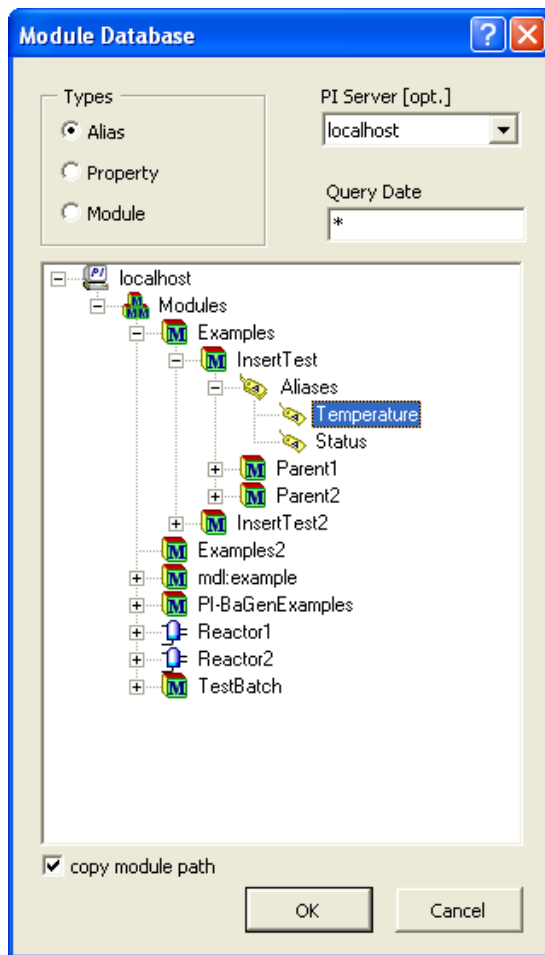 Module Database
Types
Alias
Property
Module
PI Server [opt.]
localhost
Query Date
*
localhost
Modules
Examples
InsertTest
Aliases
Temperature
Status
Parent1
Parent2
InsertTest2
Examples2
mdl:example
PI-BaGenExamples
Reactor1
Reactor2
TestBatch
copy module path
OK
Cancel